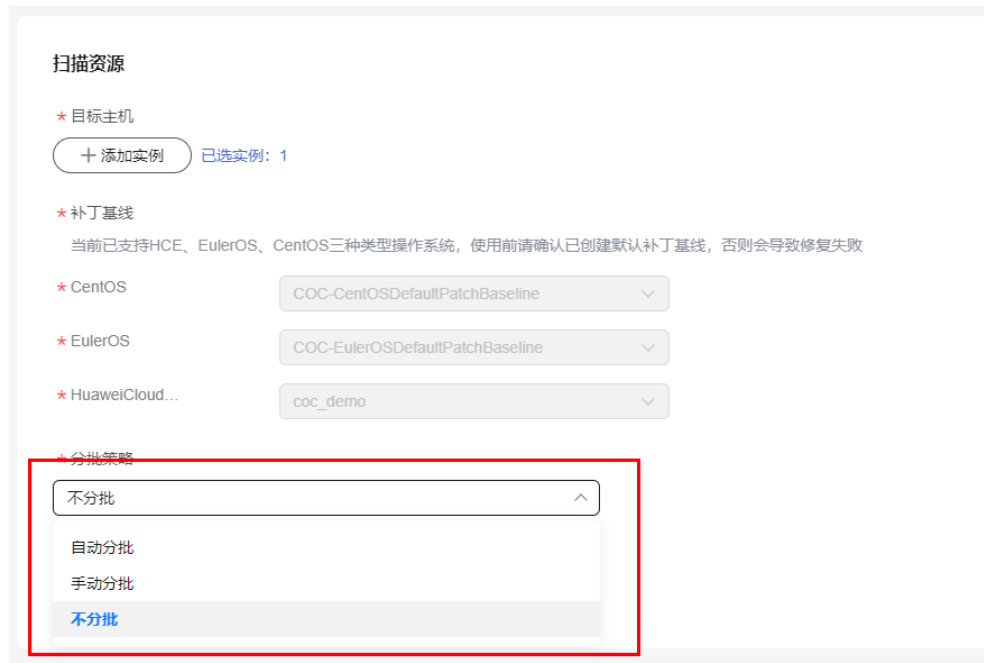 扫描资源
* 目标主机
+ 添加实例 已选实例：1
* 补丁基线
当前已支持HCE、EulerOS、CentOS三种类型操作系统，使用前请确认已创建默认补丁基线，否则会导致修复失败
* CentOS COC-CentOSDefaultPatchBaseline
* EulerOS COC-EulerOSDefaultPatchBaseline
* HuaweiCloud... coc_demo
* 分批策略
不分批
自动分批
手动分批
不分批